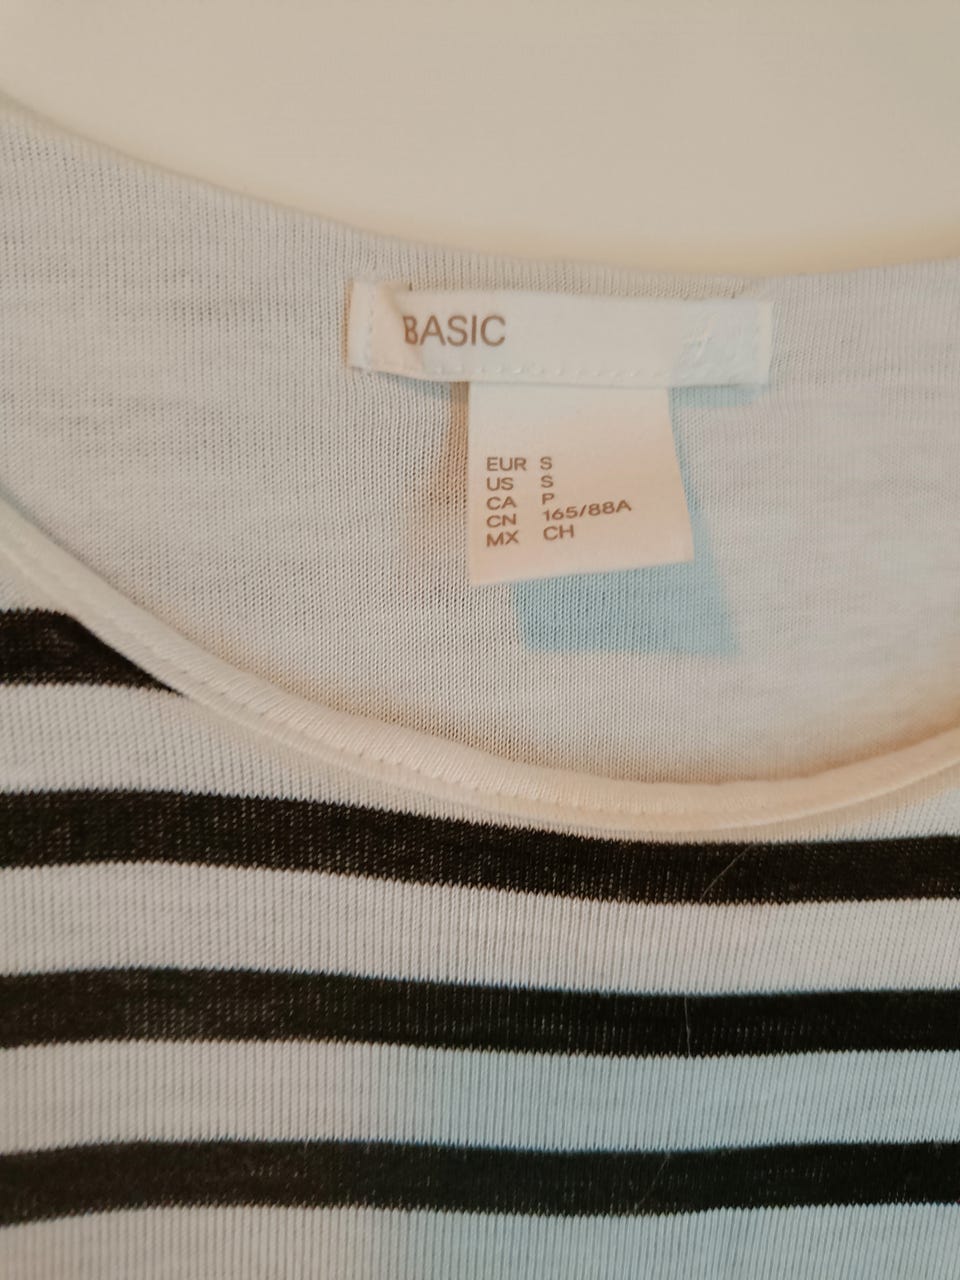 BASIC
EUR S
US S
CA P
CN 165/88A
MX CH